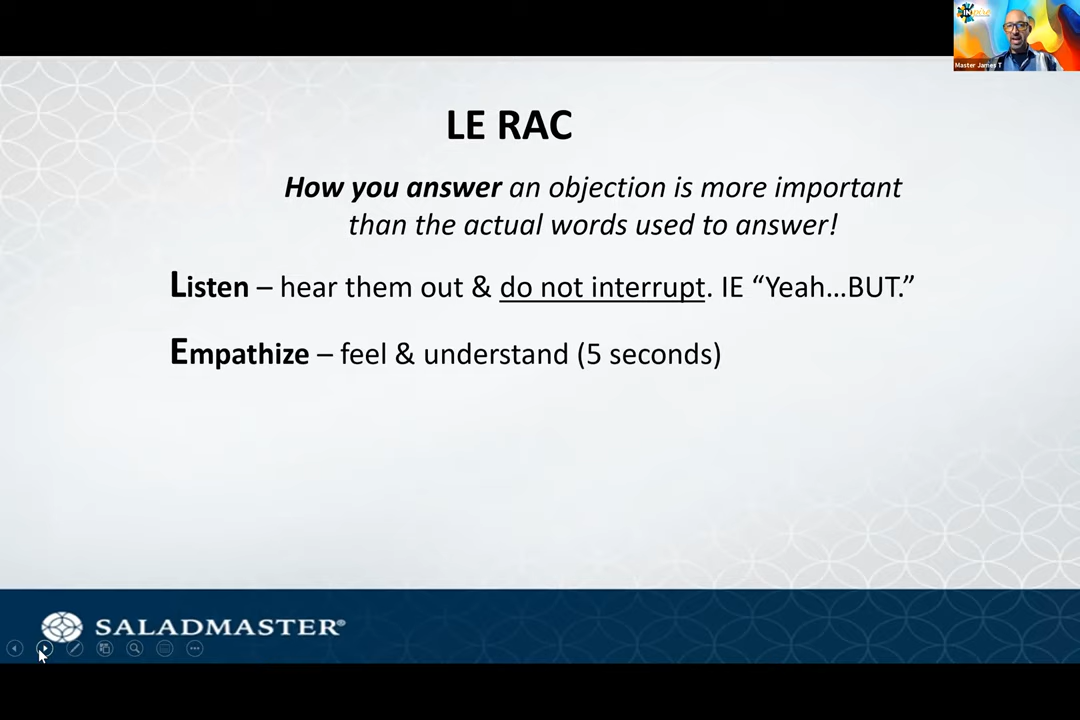 Master James T
LE RAC
How you answer an objection is more important
than the actual words used to answer!
Listen – hear them out & do not interrupt. IE “Yeah...BUT.”
Empathize – feel & understand (5 seconds)
SALADMASTER®